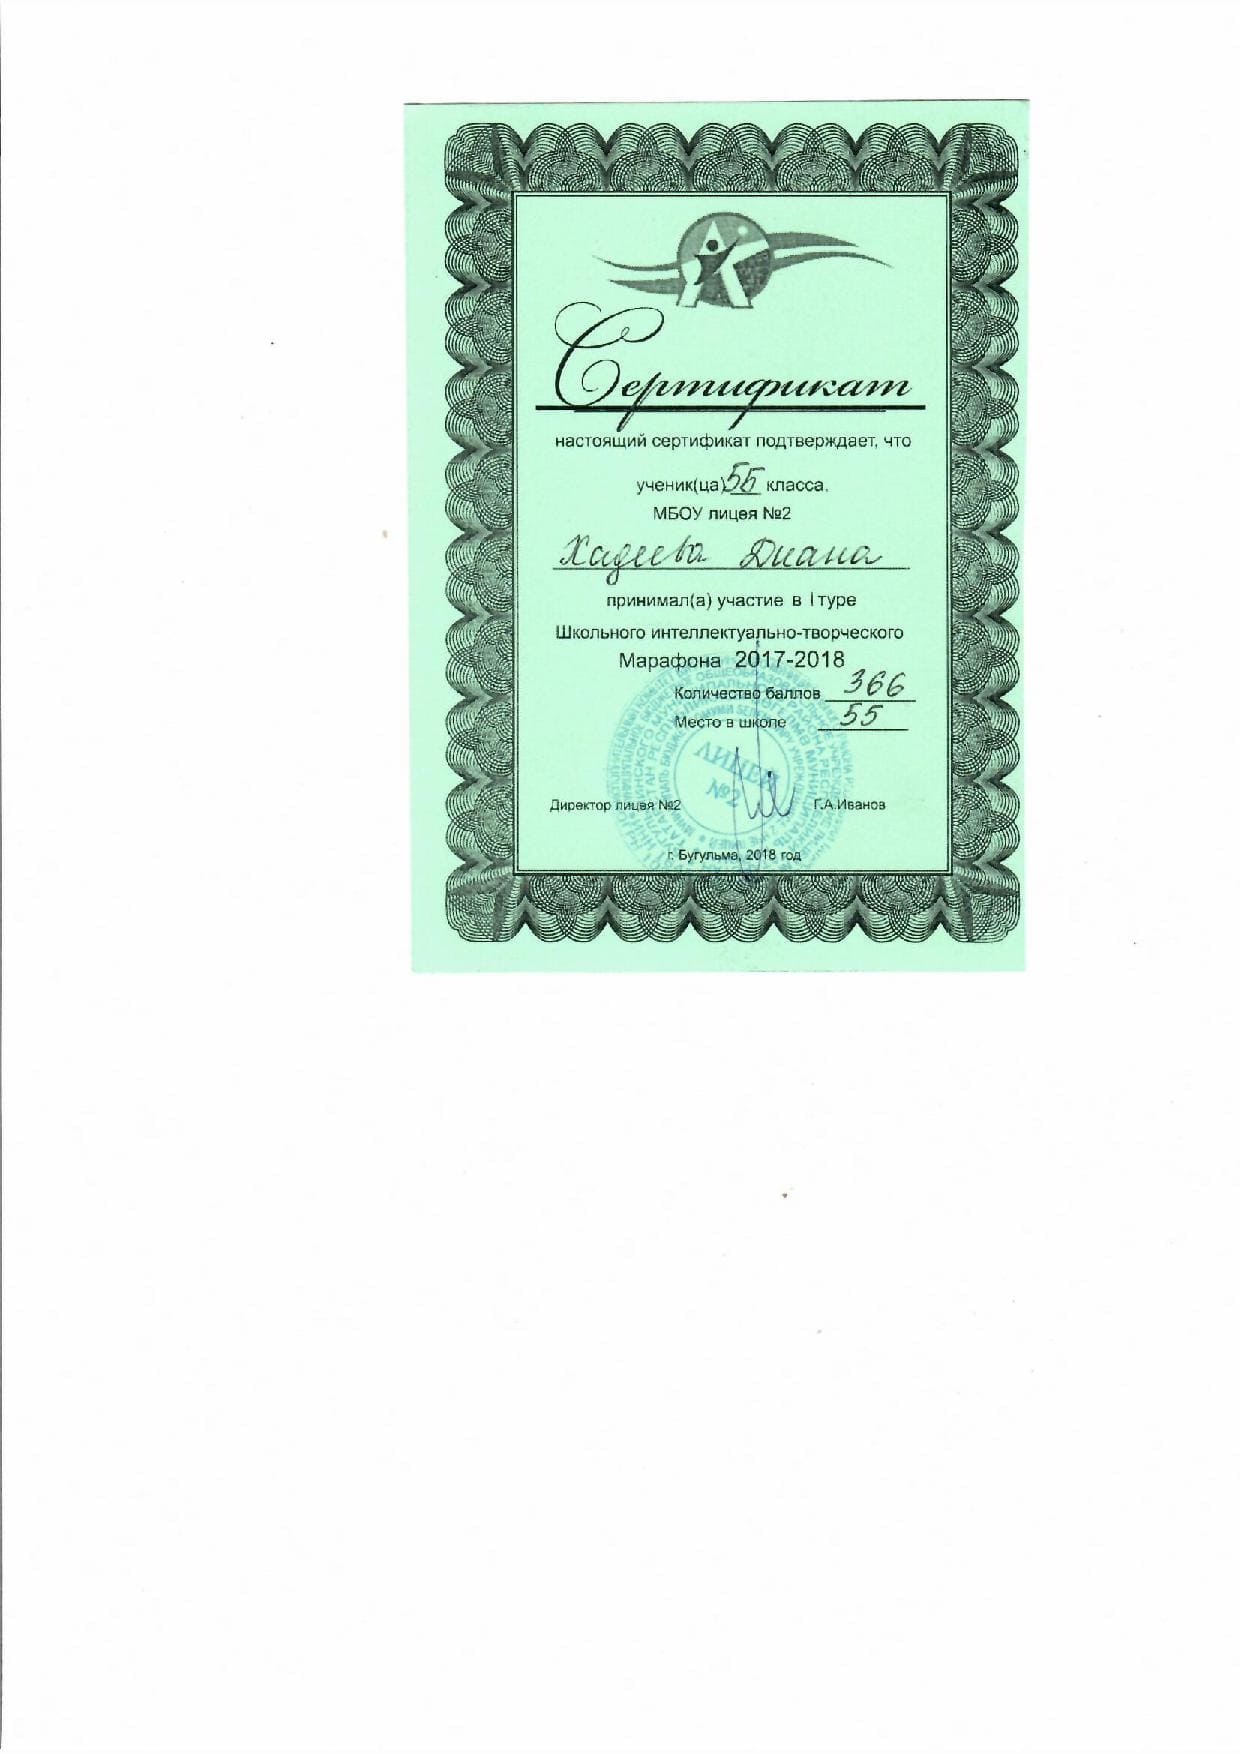 Сертификат
настоящий сертификат подтверждает, что
ученик(ца) 5Б класса,
МБОУ лицея №2
Хадеева Диана
принимал(а) участие в I туре
Школьного интеллектуально-творческого
Марафона 2017-2018
Количество баллов 366
Место в школе 55
ЛИЦЕЙ
№2
Директор лицея №2 Г.А.Иванов
г. Бугульма, 2018 год